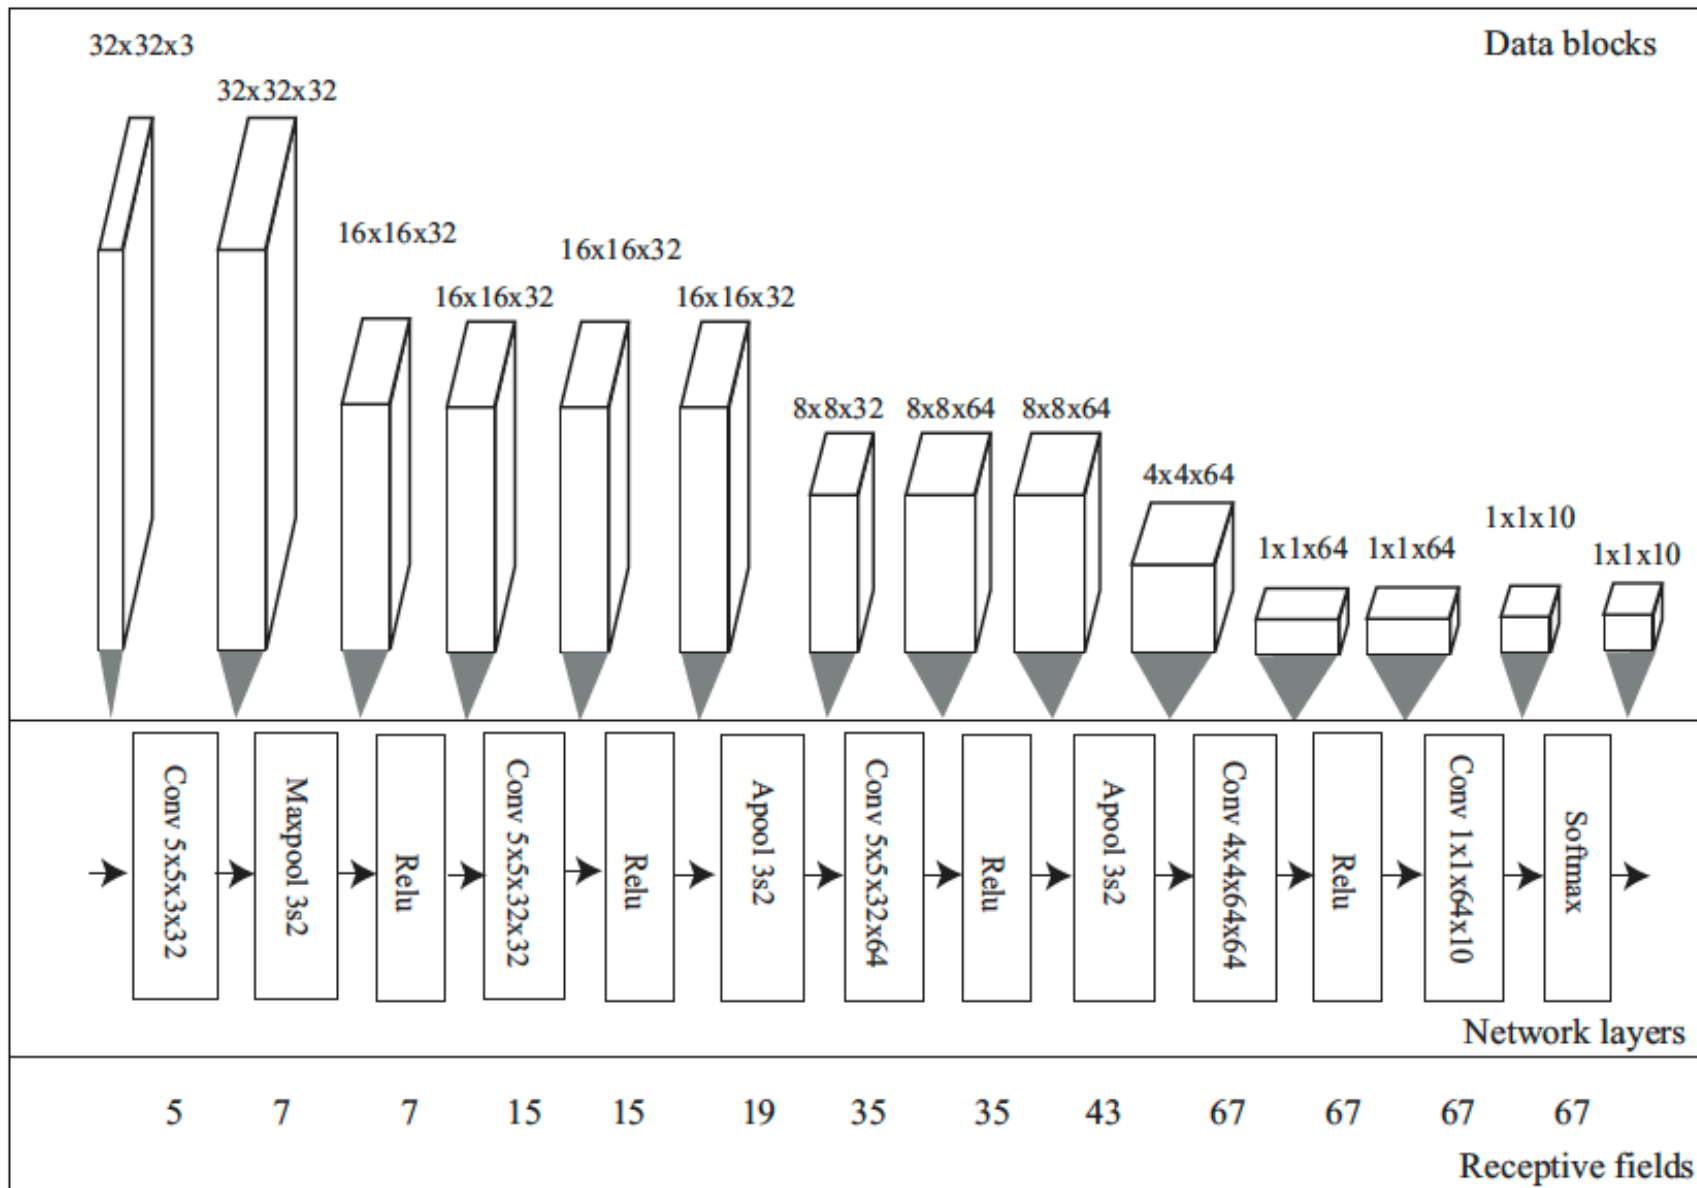 Data blocks
32x32x3
32x32x32
16x16x32
16x16x32
16x16x32
16x16x32
8x8x32
8x8x64
8x8x64
4x4x64
1x1x64
1x1x64
1x1x10
1x1x10
Conv 5x5x3x32
Maxpool 3s2
Relu
Conv 5x5x32x32
Relu
Apool 3s2
Conv 5x5x32x64
Relu
Apool 3s2
Conv 4x4x64x64
Relu
Conv 1x1x64x10
Softmax
Network layers
5 7 7 15 15 19 35 35 43 67 67 67 67
Receptive fields